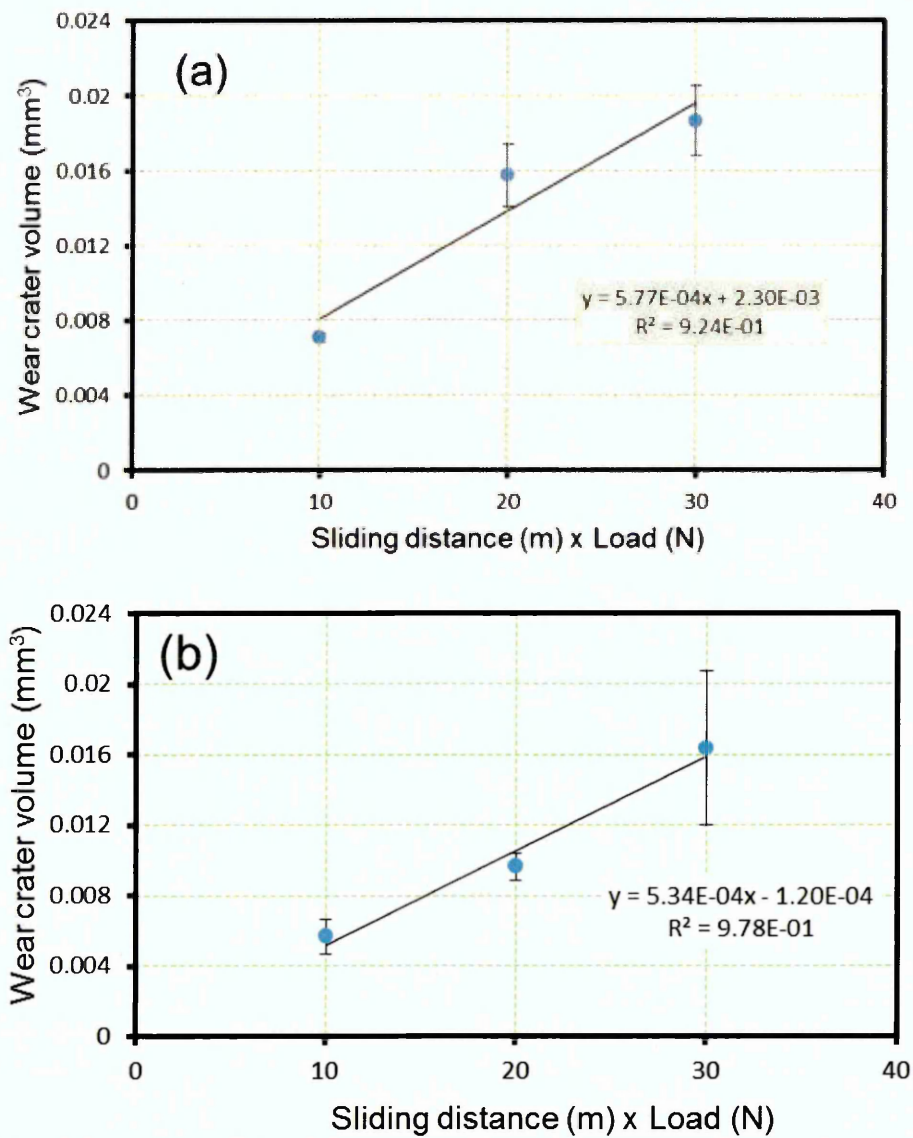 0.024
(a)
0.02
0.016
0.012
0.008
0.004
0
Wear crater volume (mm³)
y = 5.77E-04x + 2.30E-03
R² = 9.24E-01
0 10 20 30 40
Sliding distance (m) x Load (N)
0.024
(b)
0.02
0.016
0.012
0.008
0.004
0
Wear crater volume (mm³)
y = 5.34E-04x - 1.20E-04
R² = 9.78E-01
0 10 20 30 40
Sliding distance (m) x Load (N)